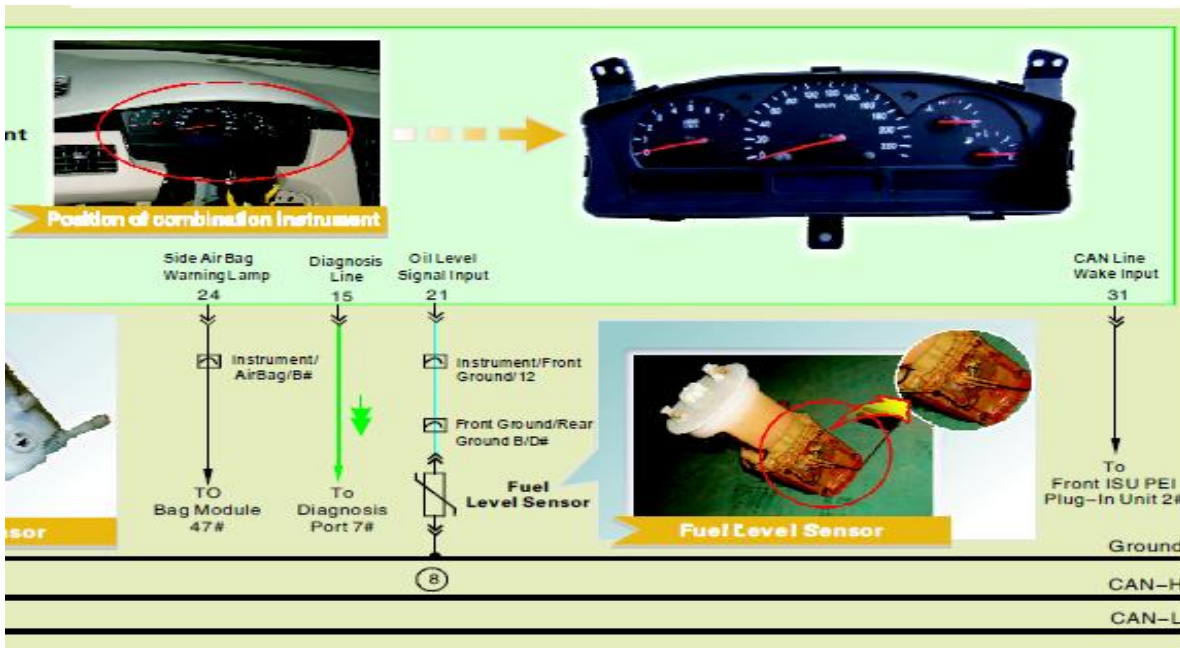 nt
Position of combination Instrument
Side Air Bag
Warning Lamp
24
Diagnosis
Line
15
Oil Level
Signal Input
21
CAN Line
Wake Input
31
Instrument/
AirBag/B#
Instrument/Front
Ground/12
Front Ground/Rear
Ground B/D#
Fuel
Level Sensor
TO
Bag Module
47#
To
Diagnosis
Port 7#
To
Front ISU PEI
Plug-In Unit 2#
sor
Fuel Level Sensor
Ground
8
CAN-H
CAN-L